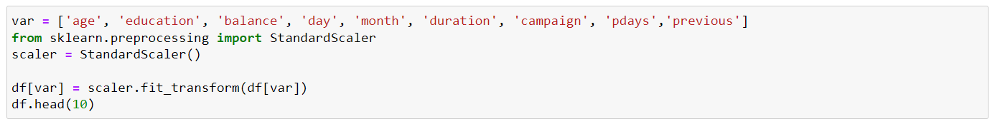 var = ['age', 'education', 'balance', 'day', 'month', 'duration', 'campaign', 'pdays','previous']
from sklearn.preprocessing import StandardScaler
scaler = StandardScaler()
df[var] = scaler.fit_transform(df[var])
df.head(10)